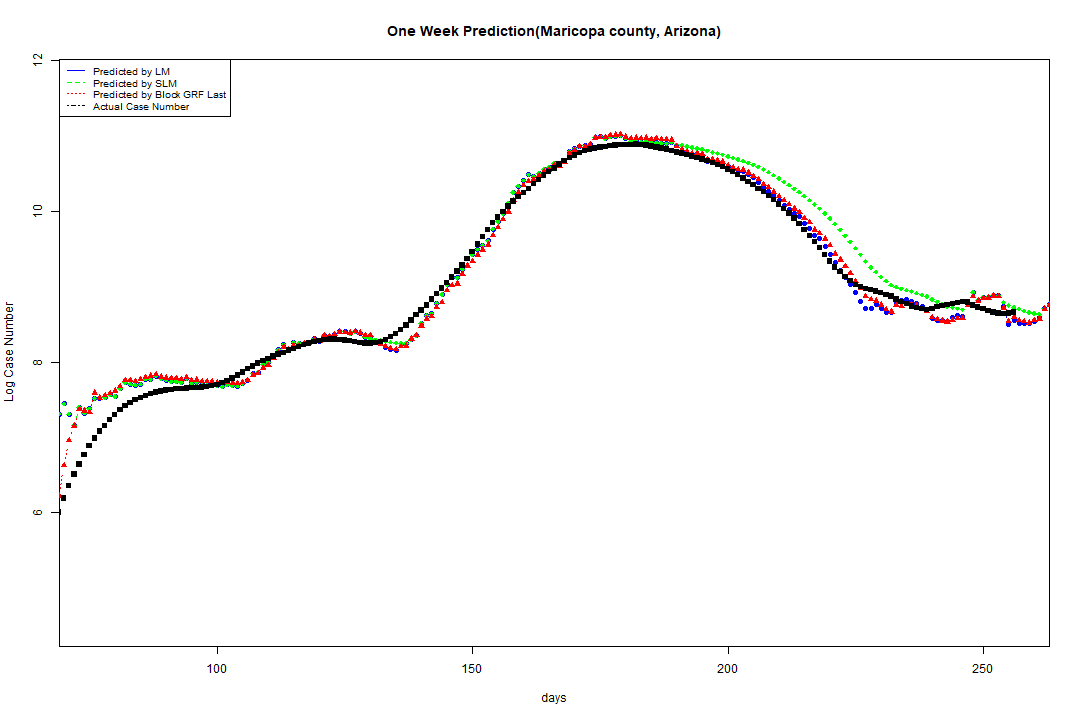 One Week Prediction(Maricopa county, Arizona)
Predicted by LM
Predicted by SLM
Predicted by Block GRF Last
Actual Case Number
12
10
8
6
Log Case Number
100 150 200 250
days